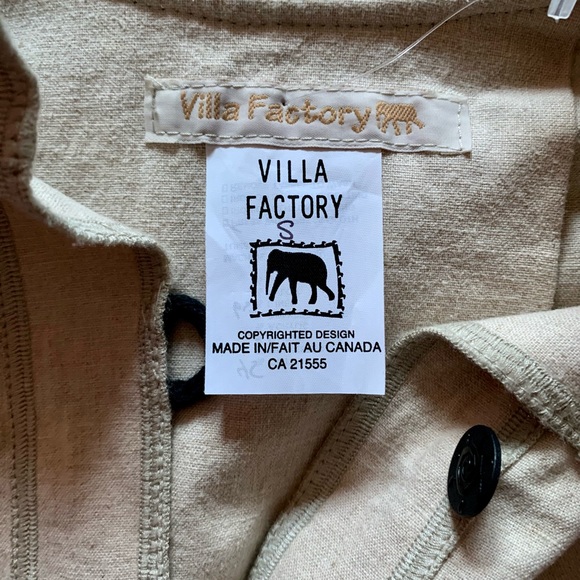 Villa Factory
VILLA
FACTORY
S
COPYRIGHTED DESIGN
MADE IN/FAIT AU CANADA
CA 21555